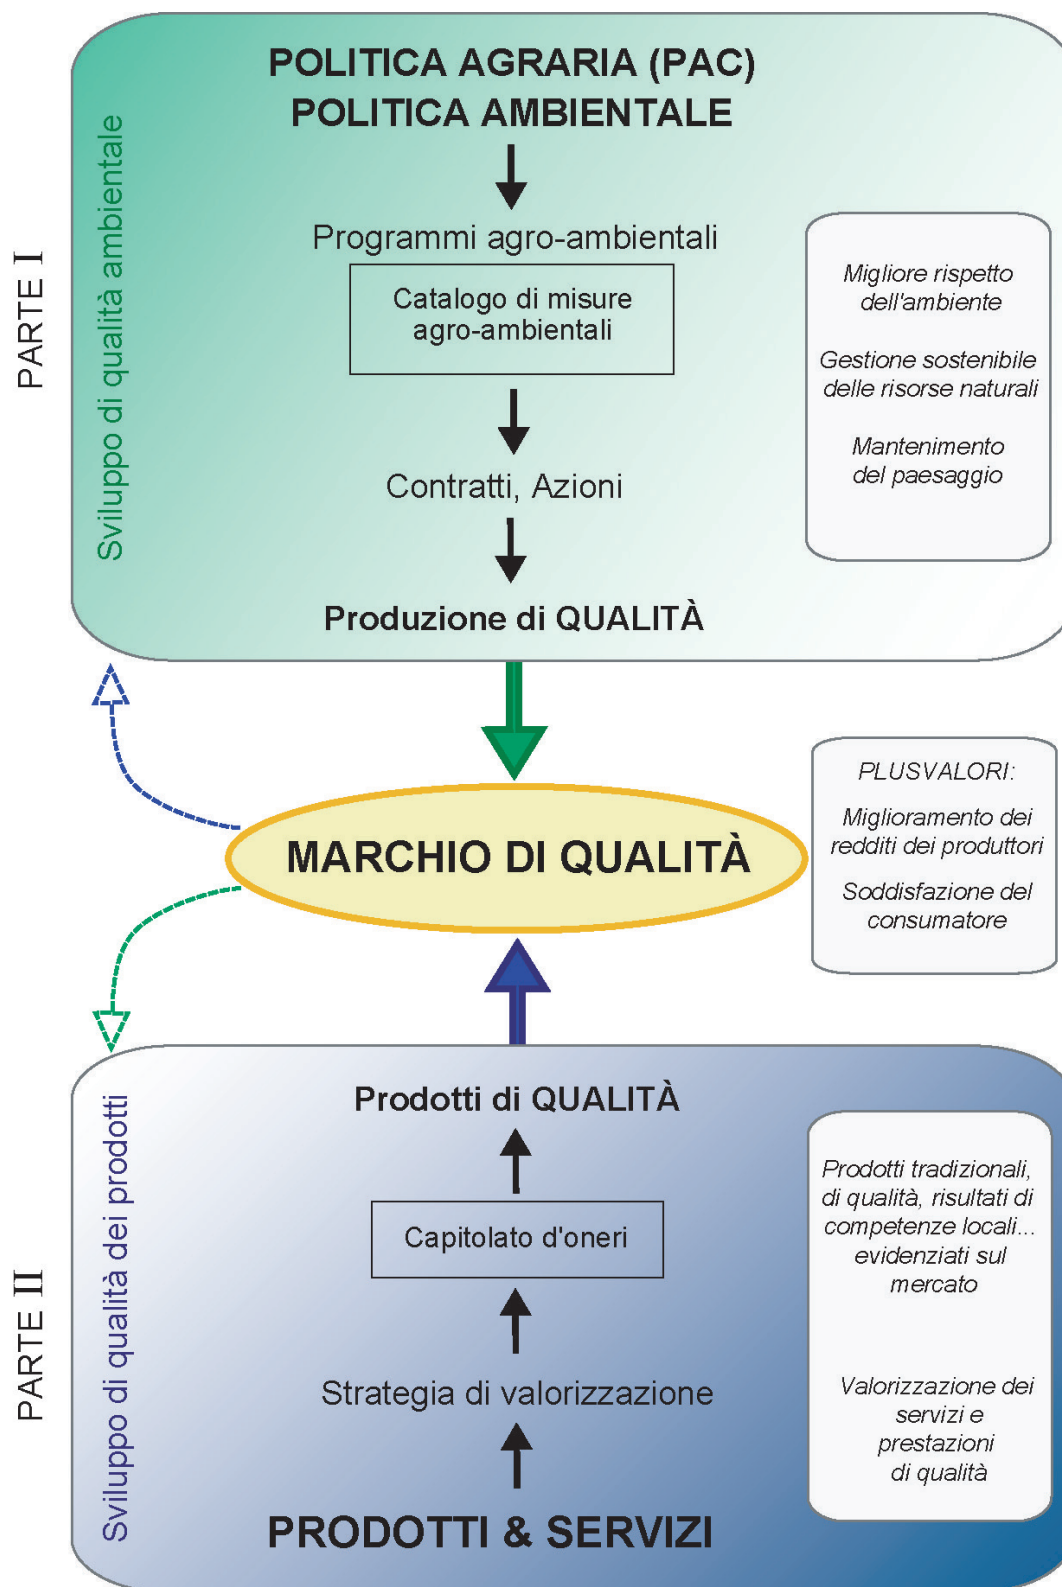 PARTE I
Sviluppo di qualità ambientale
POLITICA AGRARIA (PAC)
POLITICA AMBIENTALE
Programmi agro-ambientali
Catalogo di misure
agro-ambientali
Contratti, Azioni
Produzione di QUALITÀ
Migliore rispetto
dell'ambiente
Gestione sostenibile
delle risorse naturali
Mantenimento
del paesaggio
MARCHIO DI QUALITÀ
PLUSVALORI:
Miglioramento dei
redditi dei produttori
Soddisfazione del
consumatore
PARTE II
Sviluppo di qualità dei prodotti
Prodotti di QUALITÀ
Capitolato d'oneri
Strategia di valorizzazione
PRODOTTI & SERVIZI
Prodotti tradizionali,
di qualità, risultati di
competenze locali...
evidenziati sul
mercato
Valorizzazione dei
servizi e
prestazioni
di qualità